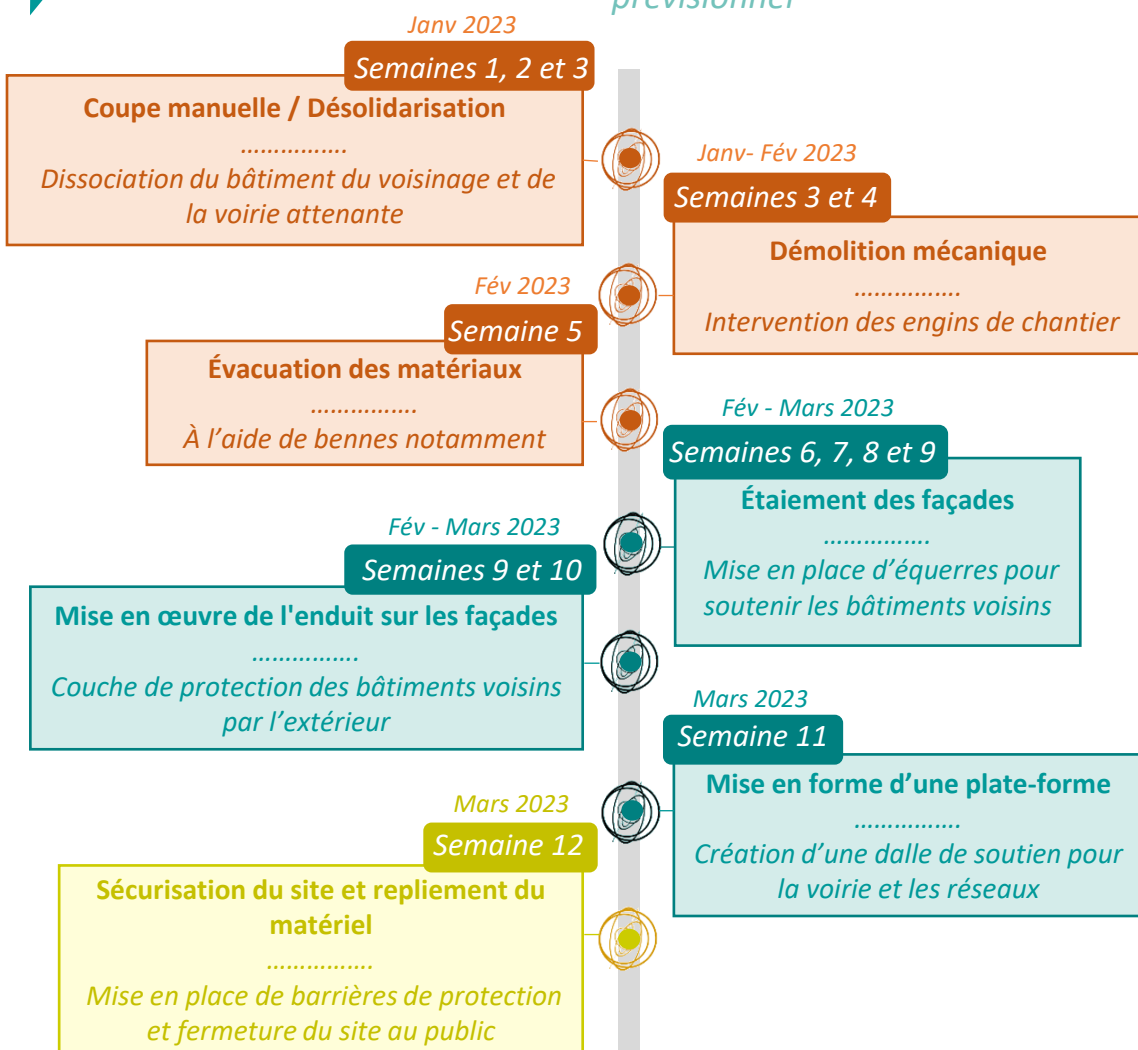 prévisionnel
Janv 2023
Semaines 1, 2 et 3
Coupe manuelle / Désolidarisation
................
Dissociation du bâtiment du voisinage et de
la voirie attenante
Janv- Fév 2023
Semaines 3 et 4
Démolition mécanique
................
Intervention des engins de chantier
Fév 2023
Semaine 5
Évacuation des matériaux
................
À l’aide de bennes notamment
Fév - Mars 2023
Semaines 6, 7, 8 et 9
Étaiement des façades
................
Mise en place d’équerres pour
soutenir les bâtiments voisins
Fév - Mars 2023
Semaines 9 et 10
Mise en œuvre de l'enduit sur les façades
................
Couche de protection des bâtiments voisins
par l’extérieur
Mars 2023
Semaine 11
Mise en forme d’une plate-forme
................
Création d’une dalle de soutien pour
la voirie et les réseaux
Mars 2023
Semaine 12
Sécurisation du site et repliement du
matériel
................
Mise en place de barrières de protection
et fermeture du site au public